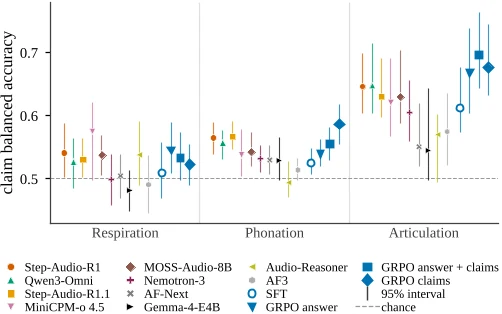 claim balanced accuracy
0.7
0.6
0.5
Respiration Phonation Articulation
Step-Audio-R1 MOSS-Audio-8B Audio-Reasoner GRPO answer + claims
Qwen3-Omni Nemotron-3 AF3 GRPO claims
Step-Audio-R1.1 AF-Next SFT 95% interval
MiniCPM-o 4.5 Gemma-4-E4B GRPO answer chance